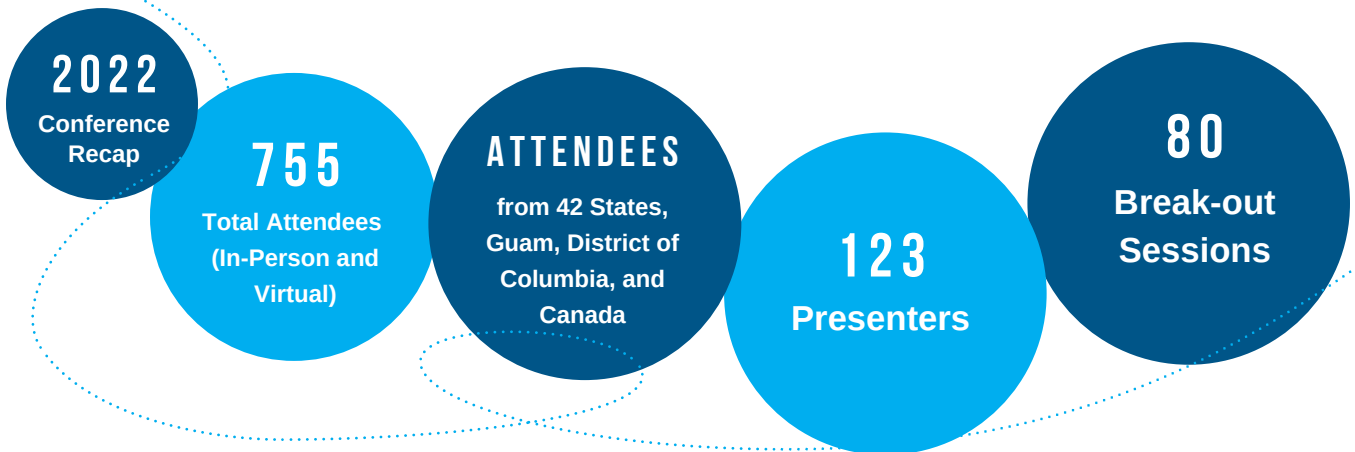 2022
Conference
Recap
755
Total Attendees
(In-Person and
Virtual)
ATTENDEES
from 42 States,
Guam, District of
Columbia, and
Canada
123
Presenters
80
Break-out
Sessions